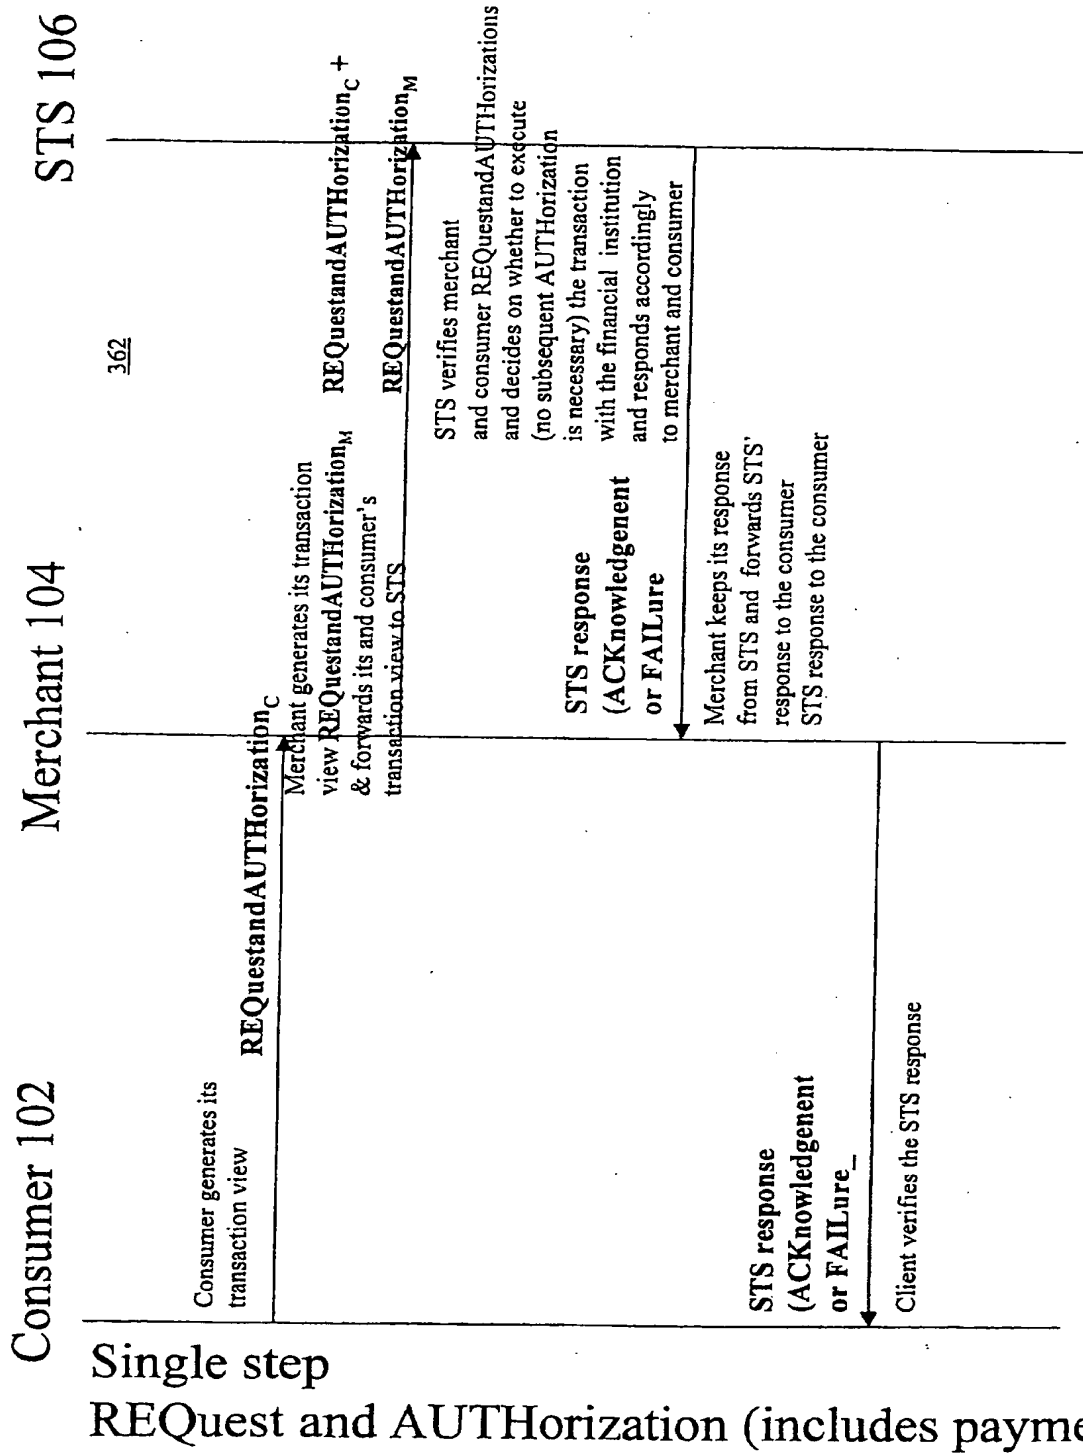 Single step
REQuest and AUTHorization (includes payme
Consumer 102
Merchant 104
STS 106
362
Consumer generates its
transaction view
REQuestandAUTHorizationC
Merchant generates its transaction
view REQuestandAUTHorizationM
& forwards its and consumer's
transaction view to STS
REQuestandAUTHorizationC +
REQuestandAUTHorizationM
STS verifies merchant
and consumer REQuestandAUTHorizations
and decides on whether to execute
(no subsequent AUTHorization
is necessary) the transaction
with the financial institution
and responds accordingly
to merchant and consumer
STS response
(ACKnowledgenent
or FAILure
Merchant keeps its response
from STS and forwards STS'
response to the consumer
STS response to the consumer
STS response
(ACKnowledgenent
or FAILure_
Client verifies the STS response